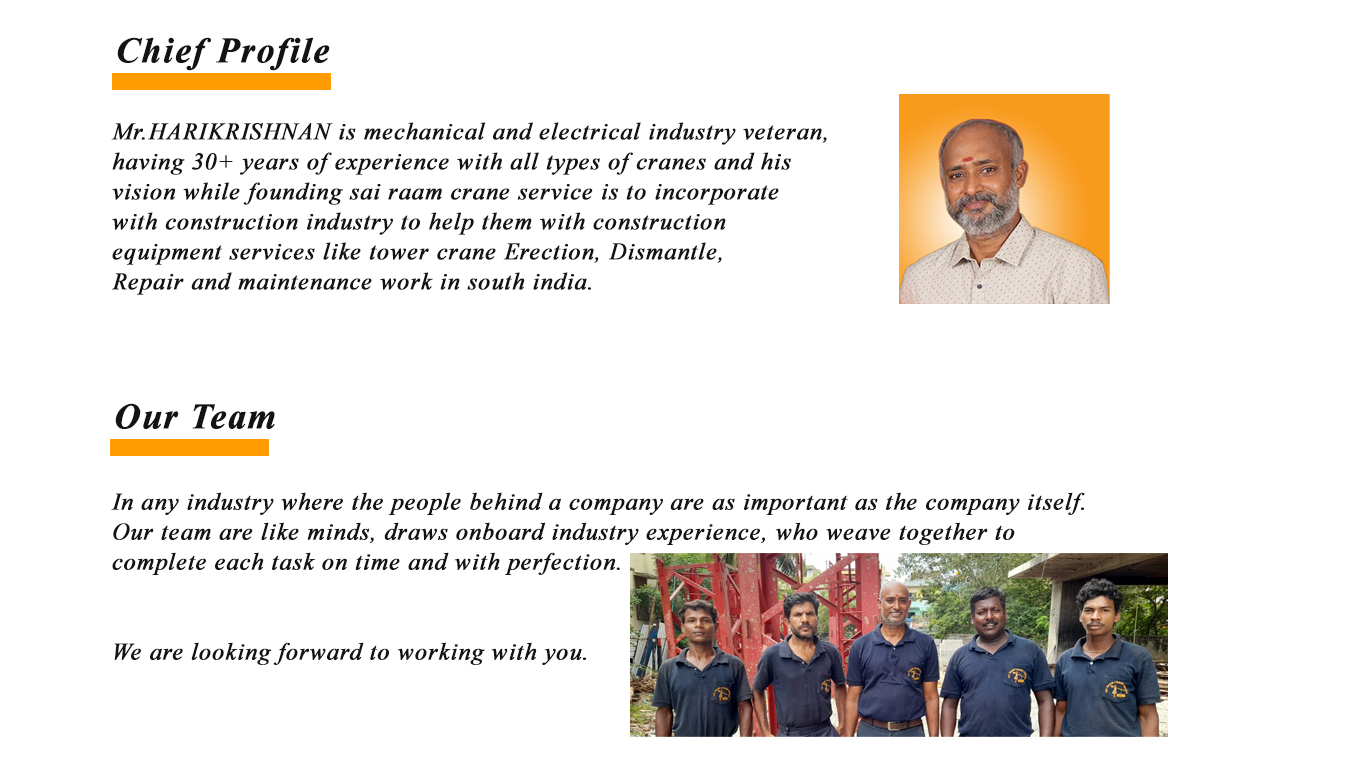 Chief Profile
Mr.HARIKRISHNAN is mechanical and electrical industry veteran,
having 30+ years of experience with all types of cranes and his
vision while founding sai raam crane service is to incorporate
with construction industry to help them with construction
equipment services like tower crane Erection, Dismantle,
Repair and maintenance work in south india.
Our Team
In any industry where the people behind a company are as important as the company itself.
Our team are like minds, draws onboard industry experience, who weave together to
complete each task on time and with perfection.
We are looking forward to working with you.